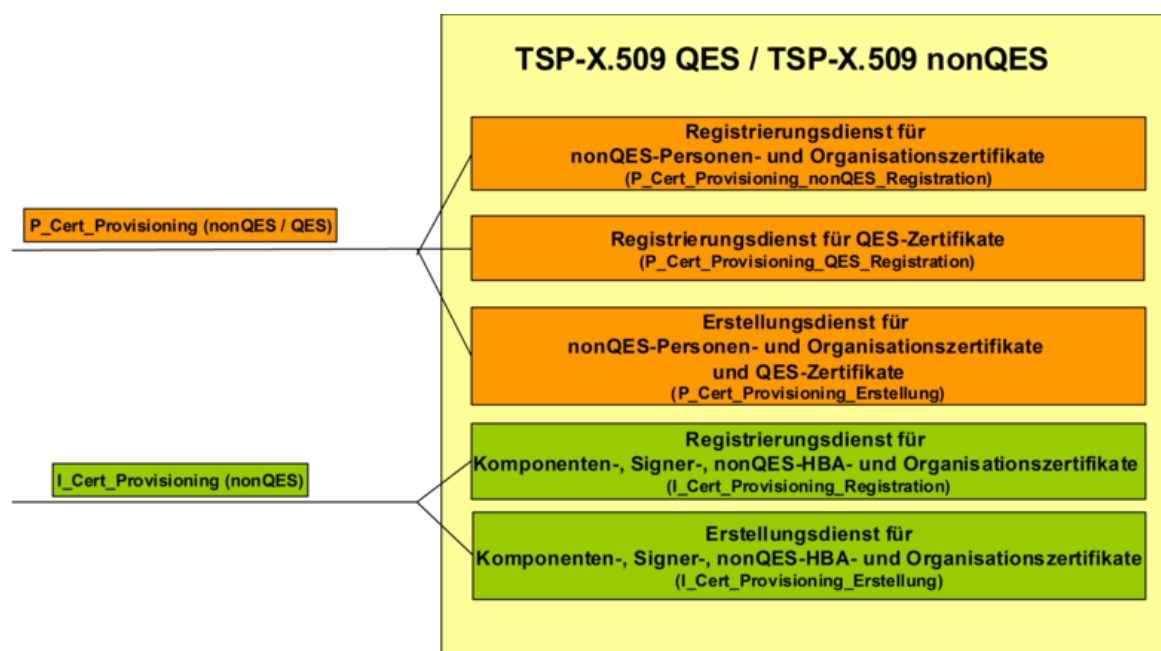 TSP-X.509 QES / TSP-X.509 nonQES
Registrierungsdienst für
nonQES-Personen- und Organisationszertifikate
(P_Cert_Provisioning_nonQES_Registration)
P_Cert_Provisioning (nonQES / QES)
Registrierungsdienst für QES-Zertifikate
(P_Cert_Provisioning_QES_Registration)
Erstellungsdienst für
nonQES-Personen- und Organisationszertifikate
und QES-Zertifikate
(P_Cert_Provisioning_Erstellung)
I_Cert_Provisioning (nonQES)
Registrierungsdienst für
Komponenten-, Signer-, nonQES-HBA- und Organisationszertifikate
(I_Cert_Provisioning_Registration)
Erstellungsdienst für
Komponenten-, Signer-, nonQES-HBA- und Organisationszertifikate
(I_Cert_Provisioning_Erstellung)